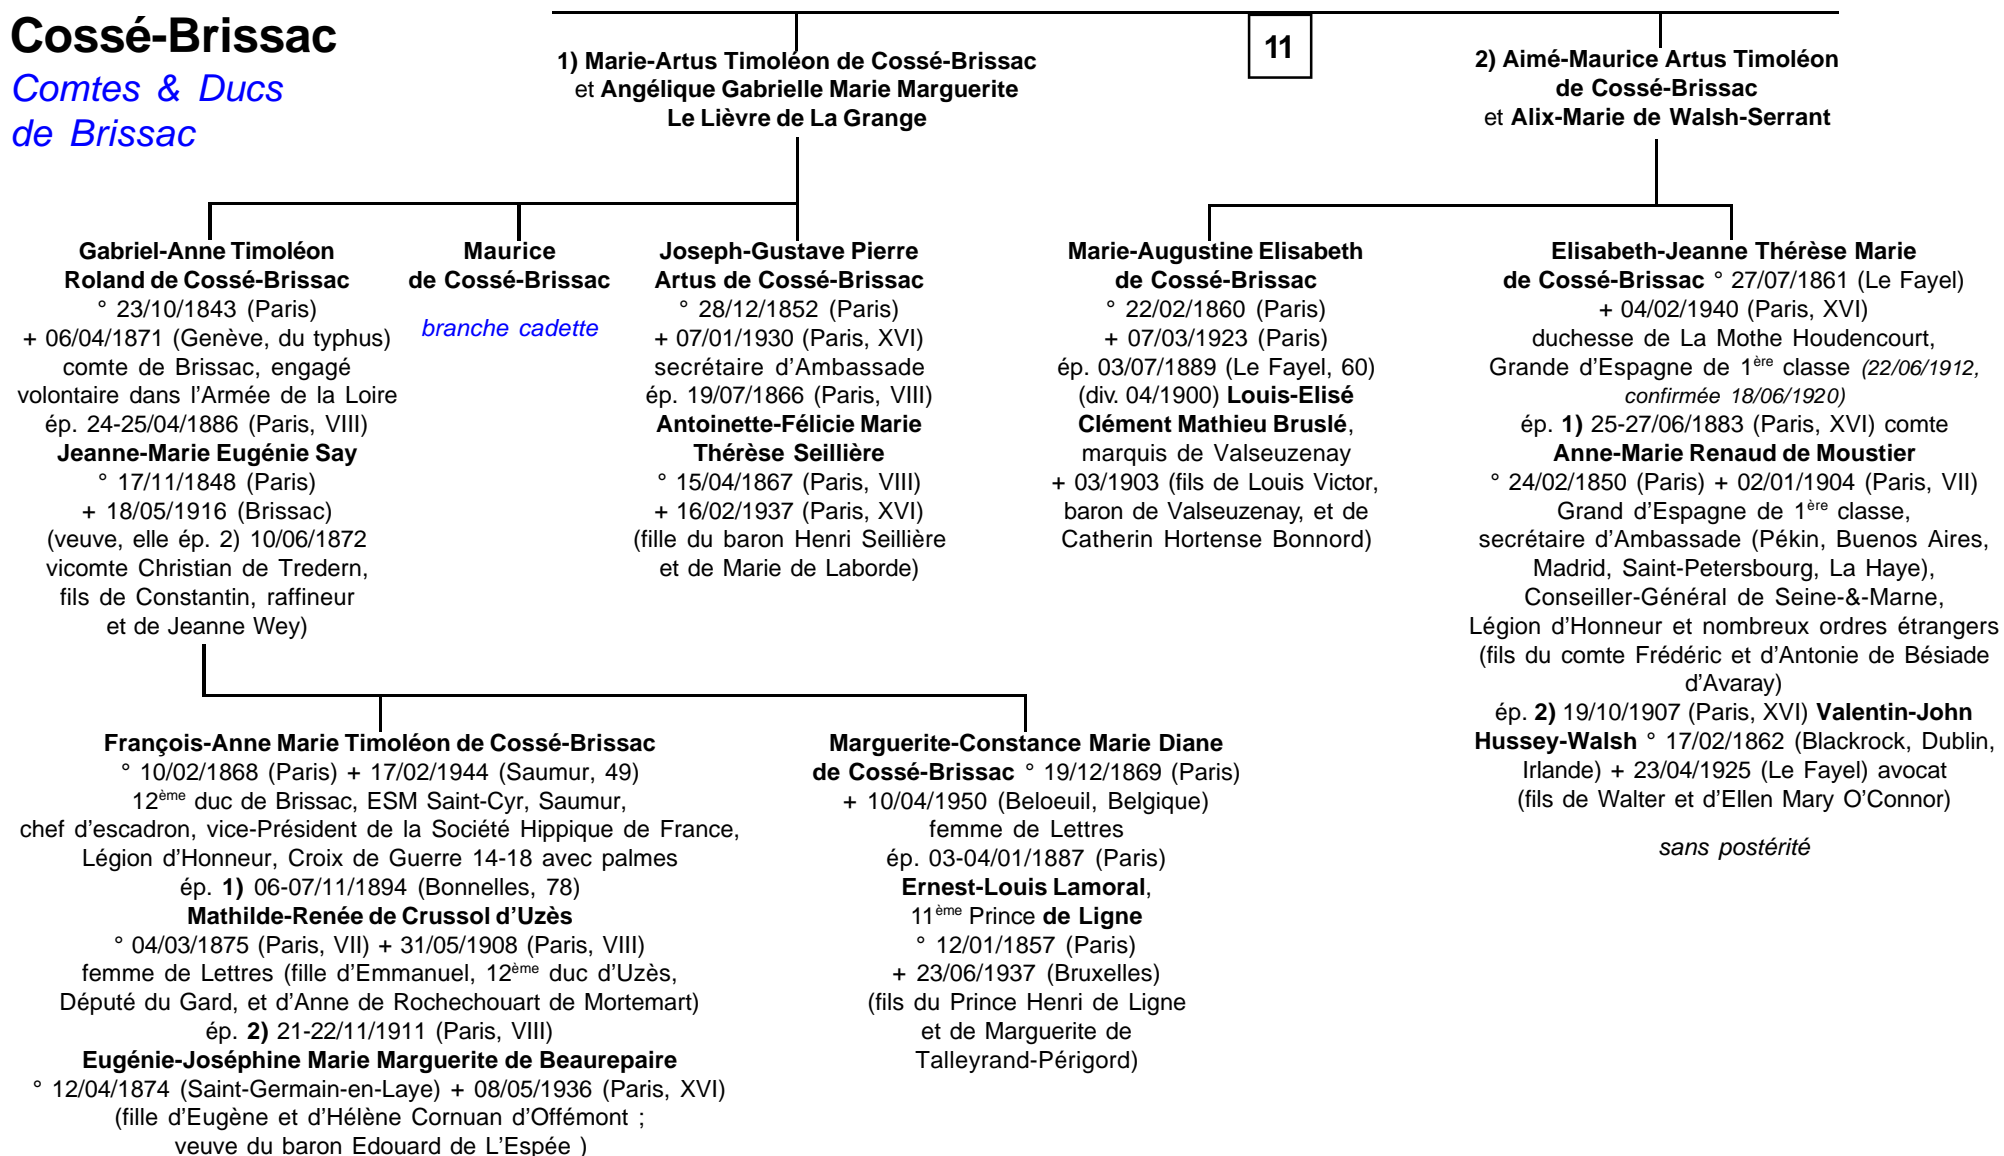 Cossé-Brissac
Comtes & Ducs
de Brissac
11
1) Marie-Artus Timoléon de Cossé-Brissac
et Angélique Gabrielle Marie Marguerite
Le Lièvre de La Grange
2) Aimé-Maurice Artus Timoléon
de Cossé-Brissac
et Alix-Marie de Walsh-Serrant
Gabriel-Anne Timoléon
Roland de Cossé-Brissac
° 23/10/1843 (Paris)
+ 06/04/1871 (Genève, du typhus)
comte de Brissac, engagé
volontaire dans l'Armée de la Loire
ép. 24-25/04/1886 (Paris, VIII)
Jeanne-Marie Eugénie Say
° 17/11/1848 (Paris)
+ 18/05/1916 (Brissac)
(veuve, elle ép. 2) 10/06/1872
vicomte Christian de Tredern,
fils de Constantin, raffineur
et de Jeanne Wey)
Maurice
de Cossé-Brissac
branche cadette
Joseph-Gustave Pierre
Artus de Cossé-Brissac
° 28/12/1852 (Paris)
+ 07/01/1930 (Paris, XVI)
secrétaire d'Ambassade
ép. 19/07/1866 (Paris, VIII)
Antoinette-Félicie Marie
Thérèse Seillière
° 15/04/1867 (Paris, VIII)
+ 16/02/1937 (Paris, XVI)
(fille du baron Henri Seillière
et de Marie de Laborde)
Marie-Augustine Elisabeth
de Cossé-Brissac
° 22/02/1860 (Paris)
+ 07/03/1923 (Paris)
ép. 03/07/1889 (Le Fayel, 60)
(div. 04/1900) Louis-Elisé
Clément Mathieu Bruslé,
marquis de Valseuzenay
+ 03/1903 (fils de Louis Victor,
baron de Valseuzenay, et de
Catherin Hortense Bonnord)
Elisabeth-Jeanne Thérèse Marie
de Cossé-Brissac ° 27/07/1861 (Le Fayel)
+ 04/02/1940 (Paris, XVI)
duchesse de La Mothe Houdencourt,
Grande d'Espagne de 1ère classe (22/06/1912,
confirmée 18/06/1920)
ép. 1) 25-27/06/1883 (Paris, XVI) comte
Anne-Marie Renaud de Moustier
° 24/02/1850 (Paris) + 02/01/1904 (Paris, VII)
Grand d'Espagne de 1ère classe,
secrétaire d'Ambassade (Pékin, Buenos Aires,
Madrid, Saint-Petersbourg, La Haye),
Conseiller-Général de Seine-&-Marne,
Légion d'Honneur et nombreux ordres étrangers
(fils du comte Frédéric et d'Antonie de Bésiade
d'Avaray)
ép. 2) 19/10/1907 (Paris, XVI) Valentin-John
Hussey-Walsh ° 17/02/1862 (Blackrock, Dublin,
Irlande) + 23/04/1925 (Le Fayel) avocat
(fils de Walter et d'Ellen Mary O'Connor)
sans postérité
François-Anne Marie Timoléon de Cossé-Brissac
° 10/02/1868 (Paris) + 17/02/1944 (Saumur, 49)
12ème duc de Brissac, ESM Saint-Cyr, Saumur,
chef d'escadron, vice-Président de la Société Hippique de France,
Légion d'Honneur, Croix de Guerre 14-18 avec palmes
ép. 1) 06-07/11/1894 (Bonnelles, 78)
Mathilde-Renée de Crussol d'Uzès
° 04/03/1875 (Paris, VII) + 31/05/1908 (Paris, VIII)
femme de Lettres (fille d'Emmanuel, 12ème duc d'Uzès,
Député du Gard, et d'Anne de Rochechouart de Mortemart)
ép. 2) 21-22/11/1911 (Paris, VIII)
Eugénie-Joséphine Marie Marguerite de Beaurepaire
° 12/04/1874 (Saint-Germain-en-Laye) + 08/05/1936 (Paris, XVI)
(fille d'Eugène et d'Hélène Cornuan d'Offémont ;
veuve du baron Edouard de L'Espée )
Marguerite-Constance Marie Diane
de Cossé-Brissac ° 19/12/1869 (Paris)
+ 10/04/1950 (Beloeuil, Belgique)
femme de Lettres
ép. 03-04/01/1887 (Paris)
Ernest-Louis Lamoral,
11ème Prince de Ligne
° 12/01/1857 (Paris)
+ 23/06/1937 (Bruxelles)
(fils du Prince Henri de Ligne
et de Marguerite de
Talleyrand-Périgord)